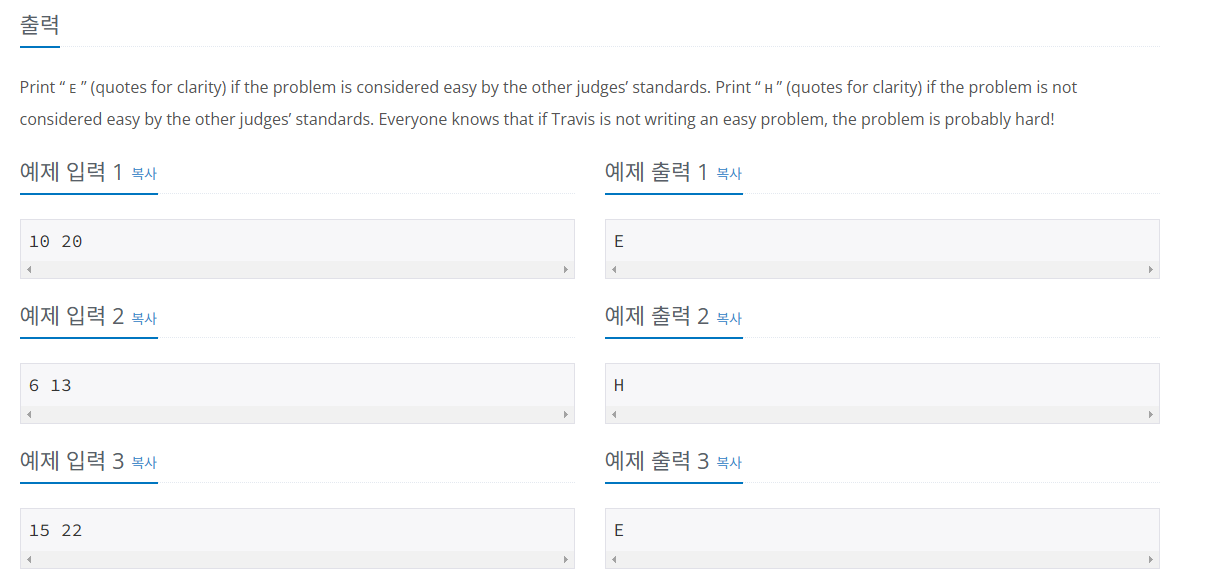 출력
Print “ E ” (quotes for clarity) if the problem is considered easy by the other judges’ standards. Print “ H ” (quotes for clarity) if the problem is not
considered easy by the other judges’ standards. Everyone knows that if Travis is not writing an easy problem, the problem is probably hard!
예제 입력 1 복사
예제 출력 1 복사
10 20
E
예제 입력 2 복사
예제 출력 2 복사
6 13
H
예제 입력 3 복사
예제 출력 3 복사
15 22
E